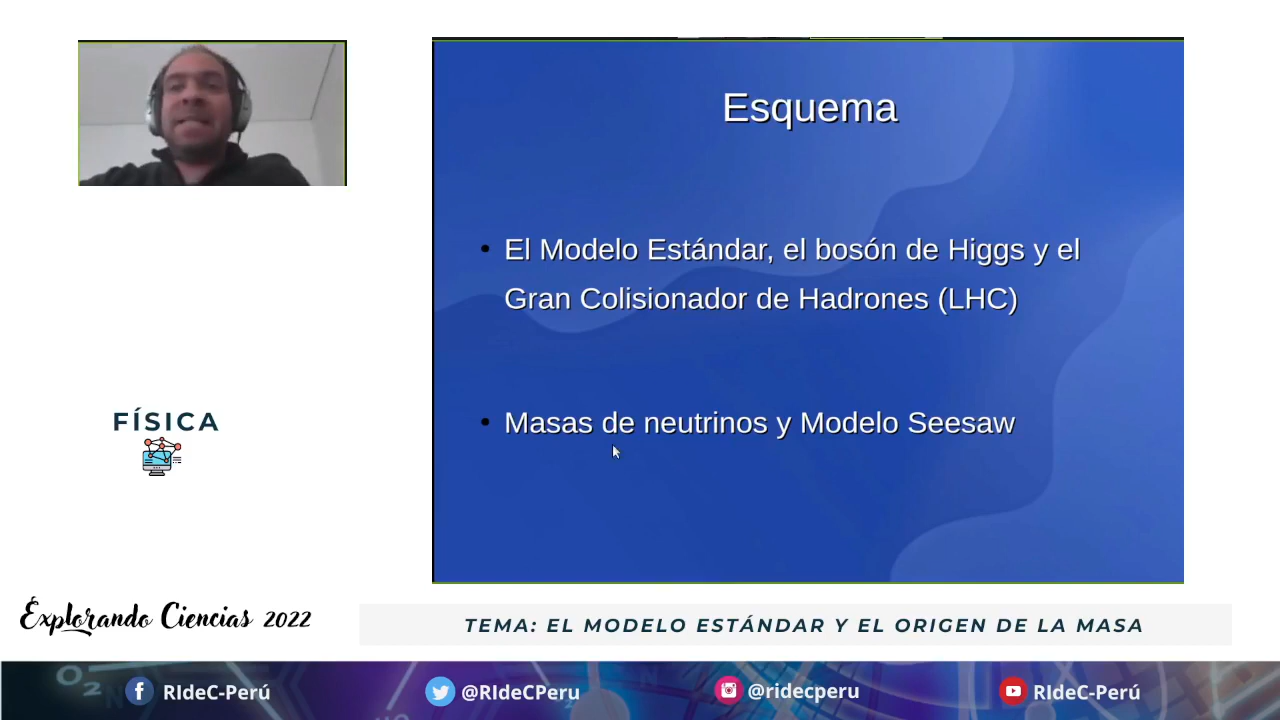 Esquema
• El Modelo Estándar, el bosón de Higgs y el
Gran Colisionador de Hadrones (LHC)
• Masas de neutrinos y Modelo Seesaw
FÍSICA
Explorando Ciencias 2022
TEMA: EL MODELO ESTÁNDAR Y EL ORIGEN DE LA MASA
O2
RIdeC-Perú
@RIdeCPeru
@ridecperu
RIdeC-Perú